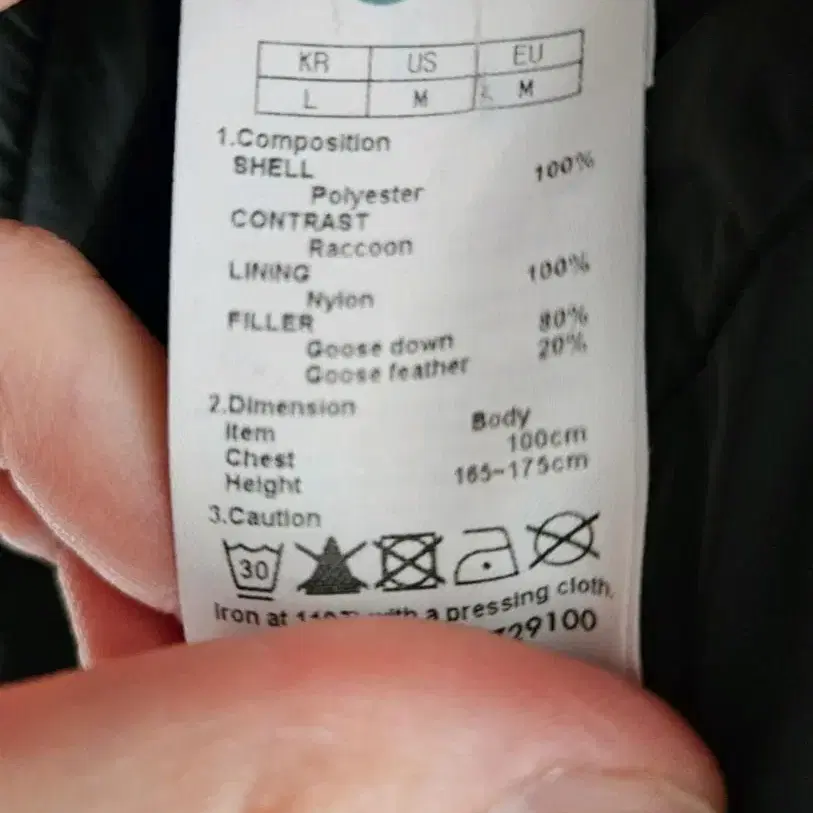 KR US EU
L M M
1.Composition
SHELL 100%
Polyester
CONTRAST
Raccoon
LINING 100%
Nylon
FILLER 80%
Goose down 20%
Goose feather
2.Dimension Body
Item 100cm
Chest 165-175cm
Height
3.Caution
30
Iron at with a pressing cloth,
29100